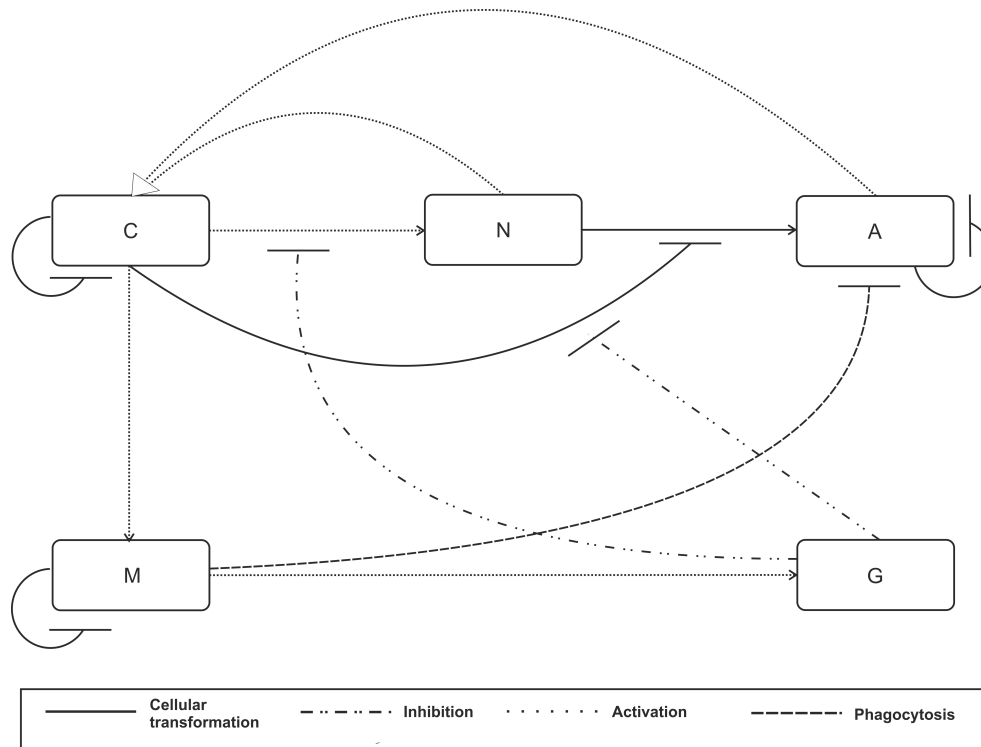 C
N
A
M
G
Cellular
transformation
Inhibition
Activation
Phagocytosis